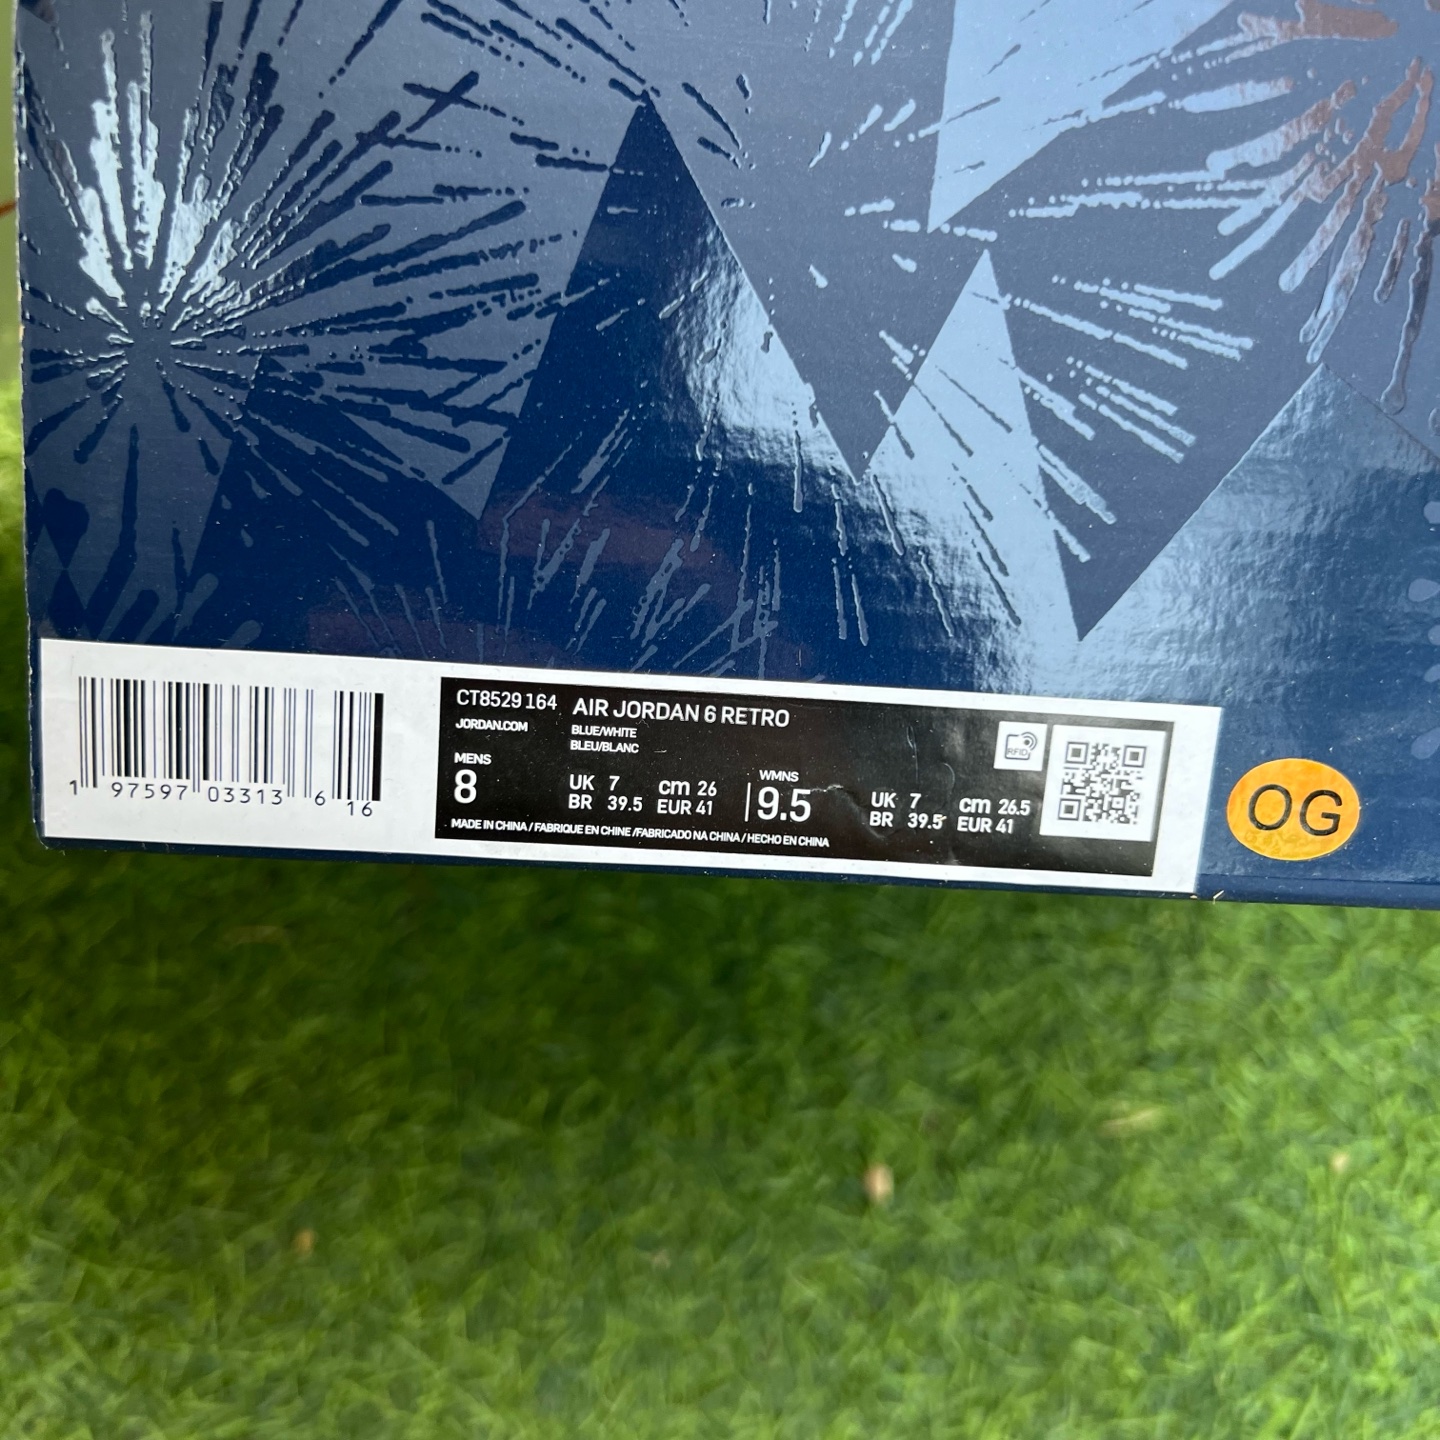 CT8529 164 AIR JORDAN 6 RETRO
JORDAN.COM BLUE/WHITE
BLEU/BLANC
RFID
MENS
8
UK 7 cm 26
BR 39.5 EUR 41
WMNS
9.5
UK 7 cm 26.5
BR 39.5 EUR 41
MADE IN CHINA / FABRIQUE EN CHINE /FABRICADO NA CHINA / HECHO EN CHINA
1 97597 03313 6 16
OG